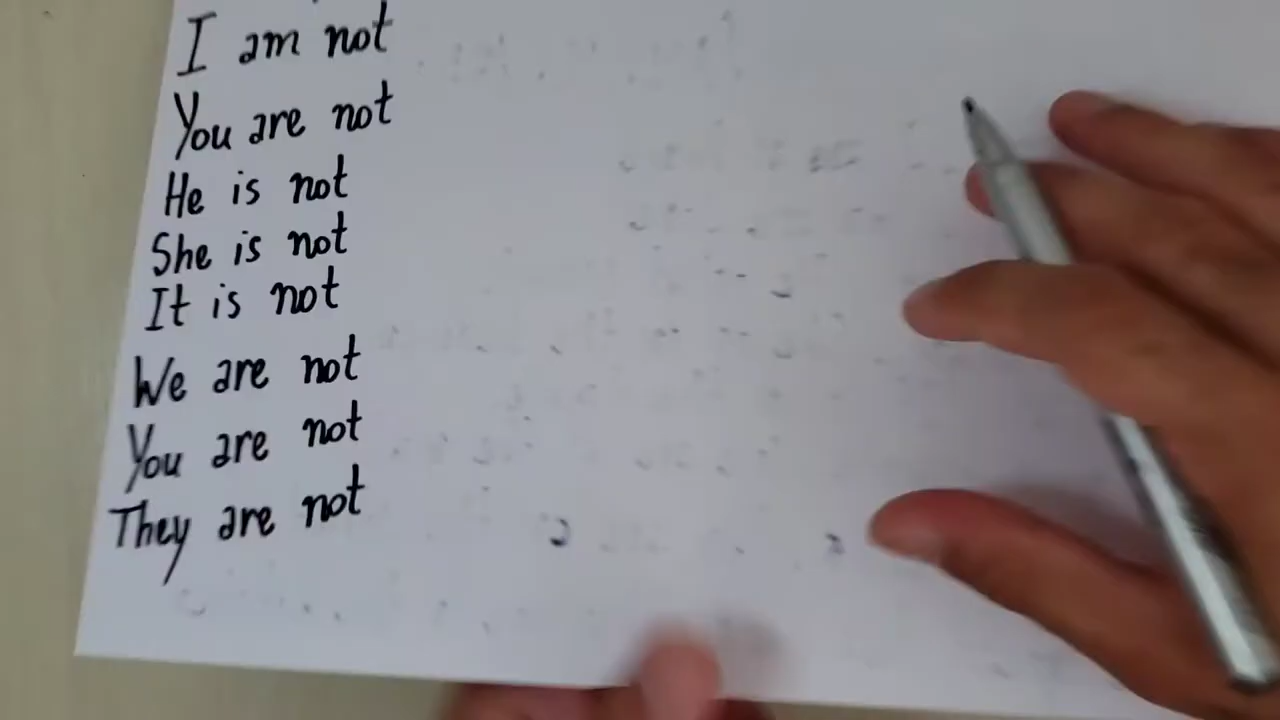 I am not
You are not
He is not
She is not
It is not
We are not
You are not
They are not